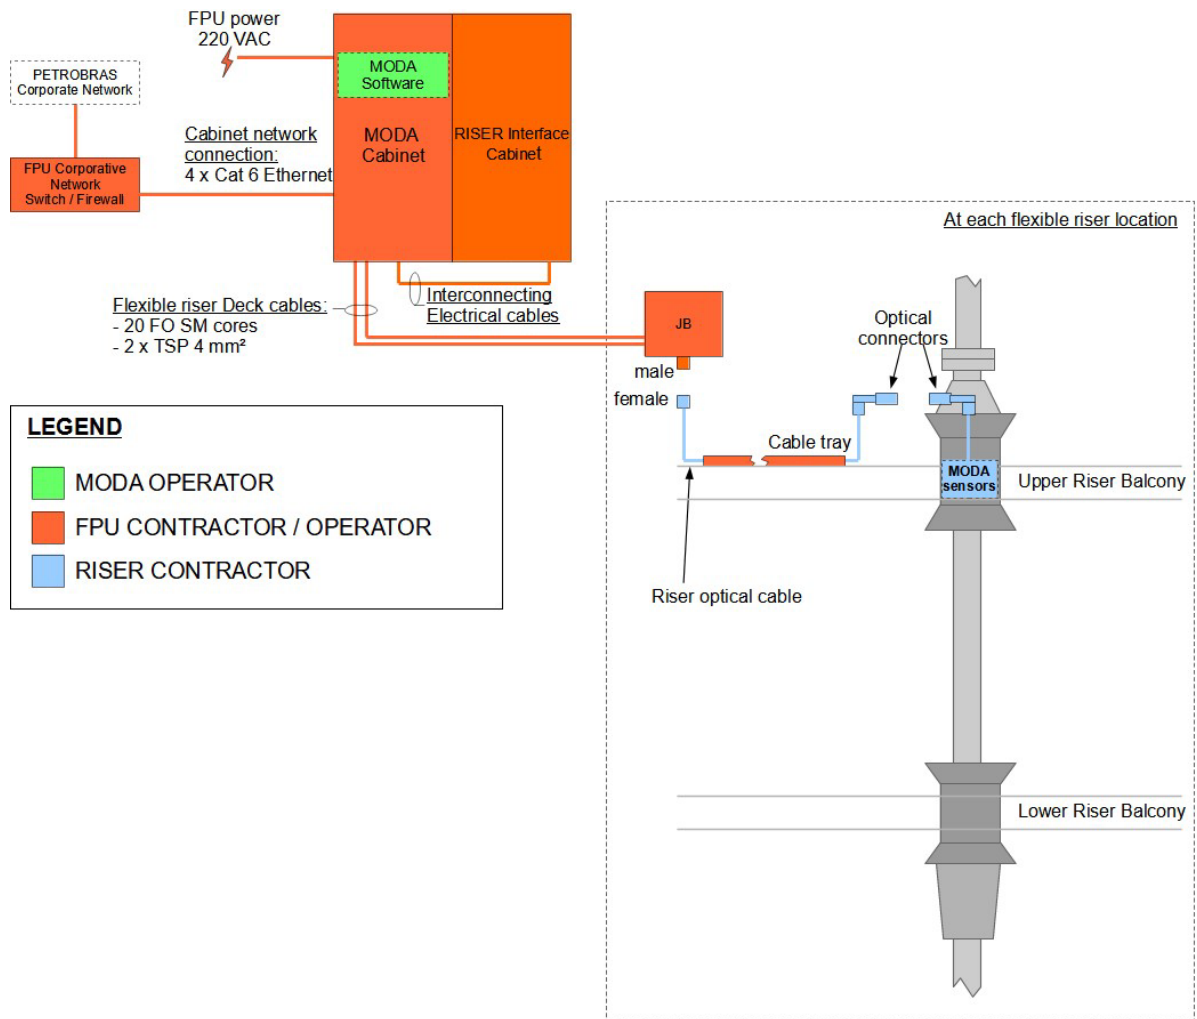 FPU power
220 VAC
PETROBRAS
Corporate Network
MODA
Software
Cabinet network
connection:
4 x Cat 6 Ethernet
MODA
Cabinet
RISER Interface
Cabinet
FPU Corporative
Network
Switch / Firewall
At each flexible riser location
Flexible riser Deck cables:
- 20 FO SM cores
- 2 x TSP 4 mm²
Interconnecting
Electrical cables
JB
Optical
connectors
male
female
Cable tray
MODA
sensors
Upper Riser Balcony
Riser optical cable
Lower Riser Balcony
LEGEND
MODA OPERATOR
FPU CONTRACTOR / OPERATOR
RISER CONTRACTOR